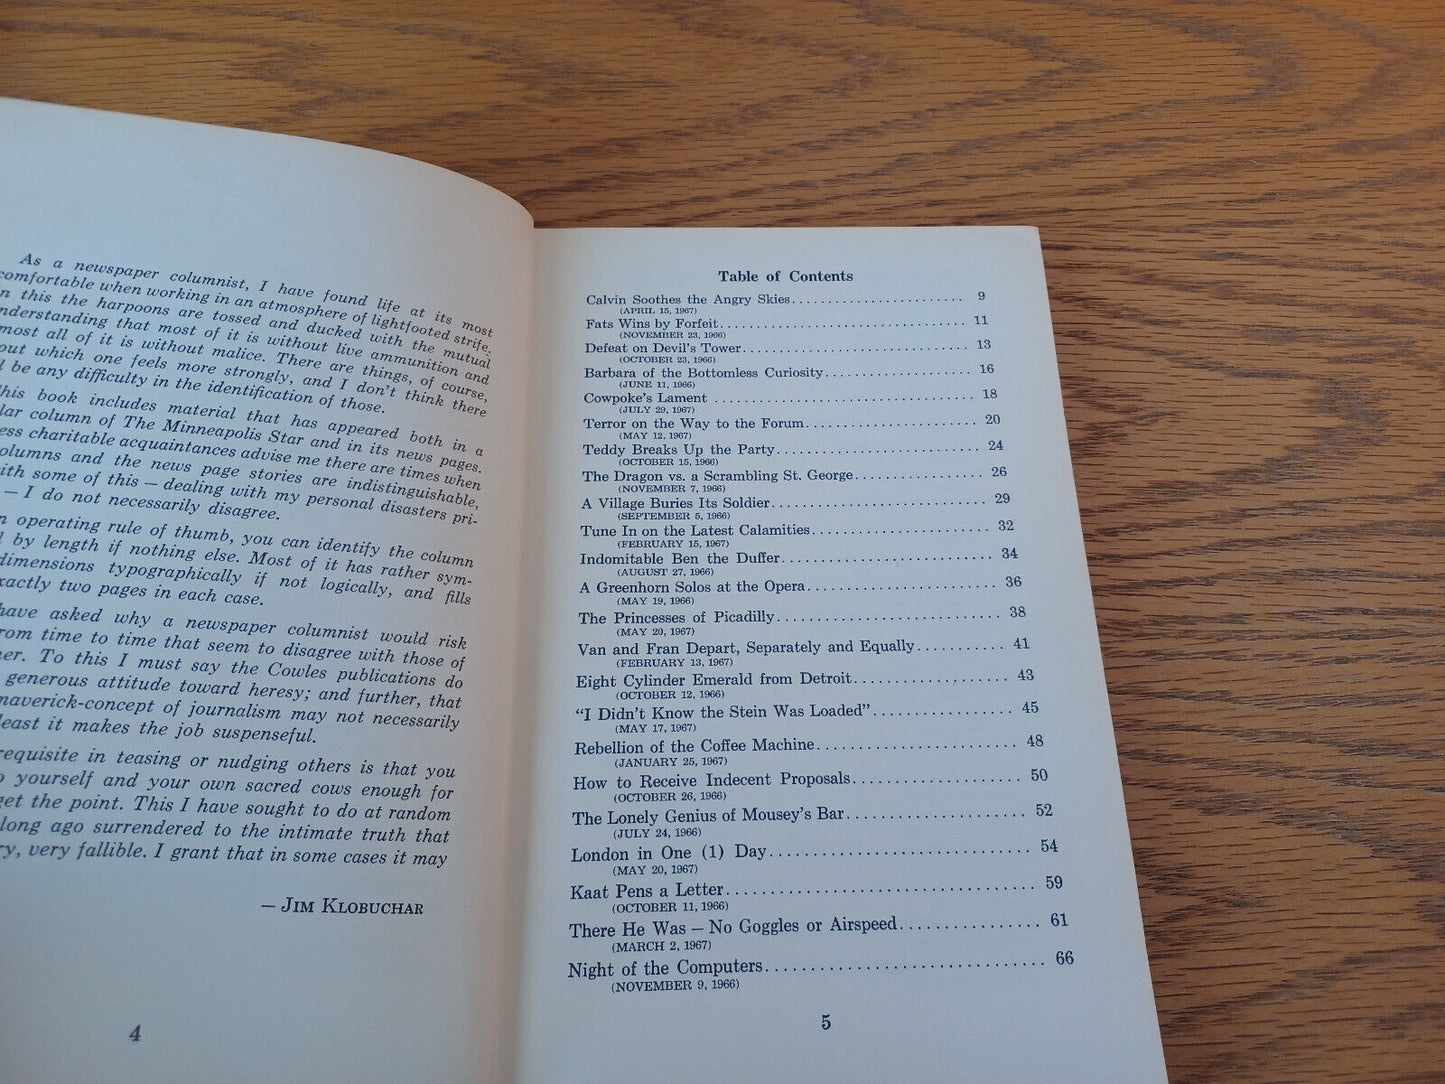 As a newspaper columnist, I have found life at its most
comfortable when working in an atmosphere of lightfooted strife.
n this the harpoons are tossed and ducked with the mutual
nderstanding that most of it is without live ammunition and
most all of it is without malice. There are things, of course,
out which one feels more strongly, and I don't think there
l be any difficulty in the identification of those.
his book includes material that has appeared both in a
lar column of The Minneapolis Star and in its news pages.
ess charitable acquaintances advise me there are times when
olumns and the news page stories are indistinguishable,
ith some of this — dealing with my personal disasters pri-
— I do not necessarily disagree.
n operating rule of thumb, you can identify the column
l by length if nothing else. Most of it has rather sym-
dimensions typographically if not logically, and fills
xactly two pages in each case.
have asked why a newspaper columnist would risk
rom time to time that seem to disagree with those of
her. To this I must say the Cowles publications do
generous attitude toward heresy; and further, that
maverick-concept of journalism may not necessarily
least it makes the job suspenseful.
requisite in teasing or nudging others is that you
o yourself and your own sacred cows enough for
get the point. This I have sought to do at random
long ago surrendered to the intimate truth that
ry, very fallible. I grant that in some cases it may
— JIM KLOBUCHAR
4
Table of Contents
Calvin Soothes the Angry Skies 9
(APRIL 15, 1967)
Fats Wins by Forfeit 11
(NOVEMBER 23, 1966)
Defeat on Devil's Tower 13
(OCTOBER 23, 1966)
Barbara of the Bottomless Curiosity 16
(JUNE 11, 1966)
Cowpoke's Lament 18
(JULY 29, 1967)
Terror on the Way to the Forum 20
(MAY 12, 1967)
Teddy Breaks Up the Party 24
(OCTOBER 15, 1966)
The Dragon vs. a Scrambling St. George 26
(NOVEMBER 7, 1966)
A Village Buries Its Soldier 29
(SEPTEMBER 5, 1966)
Tune In on the Latest Calamities 32
(FEBRUARY 15, 1967)
Indomitable Ben the Duffer 34
(AUGUST 27, 1966)
A Greenhorn Solos at the Opera 36
(MAY 19, 1966)
The Princesses of Picadilly 38
(MAY 20, 1967)
Van and Fran Depart, Separately and Equally 41
(FEBRUARY 13, 1967)
Eight Cylinder Emerald from Detroit 43
(OCTOBER 12, 1966)
"I Didn't Know the Stein Was Loaded" 45
(MAY 17, 1967)
Rebellion of the Coffee Machine 48
(JANUARY 25, 1967)
How to Receive Indecent Proposals 50
(OCTOBER 26, 1966)
The Lonely Genius of Mousey's Bar 52
(JULY 24, 1966)
London in One (1) Day 54
(MAY 20, 1967)
Kaat Pens a Letter 59
(OCTOBER 11, 1966)
There He Was — No Goggles or Airspeed 61
(MARCH 2, 1967)
Night of the Computers 66
(NOVEMBER 9, 1966)
5